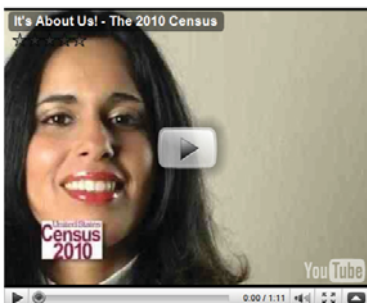 It's About Us! - The 2010 Census
United States
Census
2010
YouTube
0:00 / 1:11